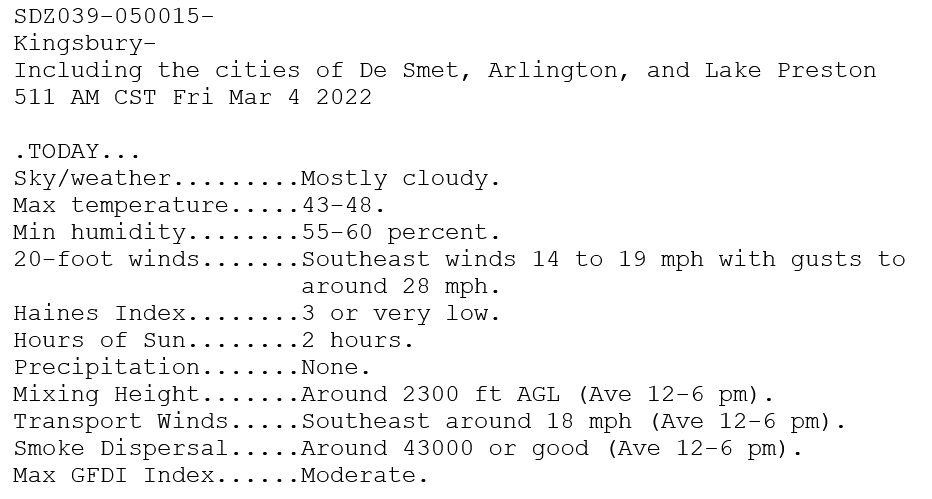 SDZ039-050015-
Kingsbury-
Including the cities of De Smet, Arlington, and Lake Preston
511 AM CST Fri Mar 4 2022

.TODAY...
Sky/weather.........Mostly cloudy.
Max temperature.....43-48.
Min humidity........55-60 percent.
20-foot winds.......Southeast winds 14 to 19 mph with gusts to
                    around 28 mph.
Haines Index........3 or very low.
Hours of Sun........2 hours.
Precipitation.......None.
Mixing Height.......Around 2300 ft AGL (Ave 12-6 pm).
Transport Winds.....Southeast around 18 mph (Ave 12-6 pm).
Smoke Dispersal.....Around 43000 or good (Ave 12-6 pm).
Max GFDI Index......Moderate.